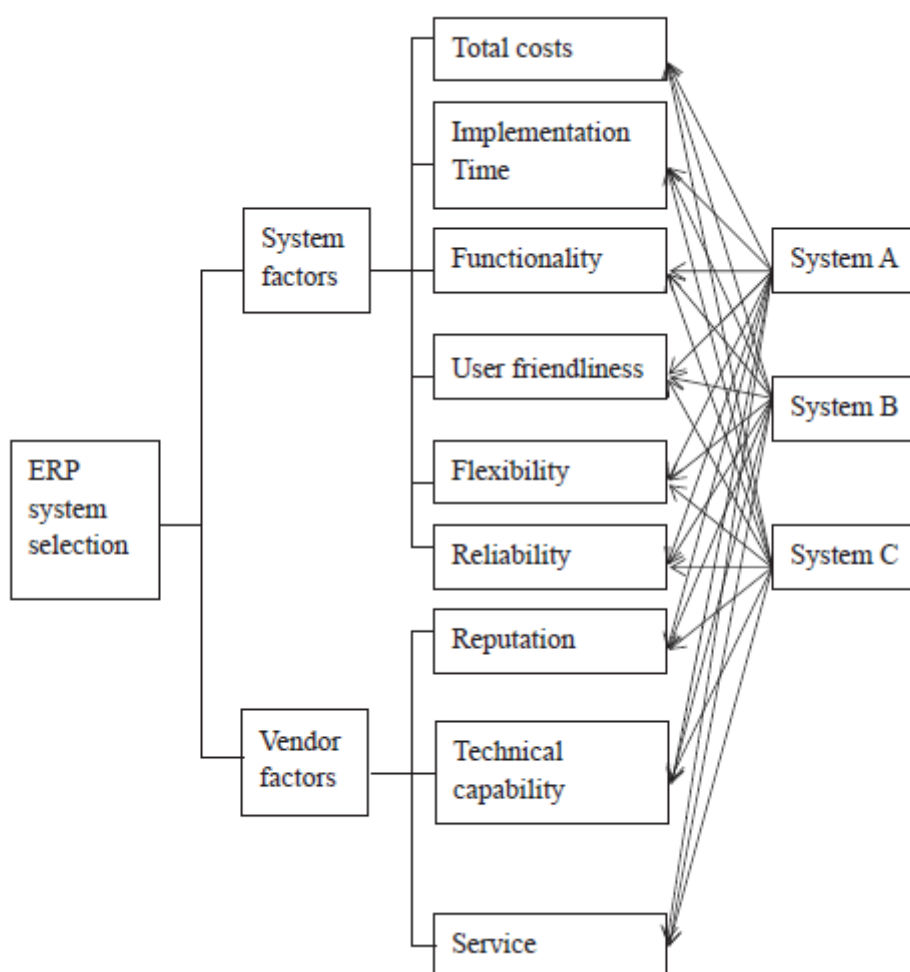 Total costs
Implementation
Time
System
factors
Functionality
System A
User friendliness
System B
ERP
system
selection
Flexibility
Reliability
System C
Reputation
Vendor
factors
Technical
capability
Service